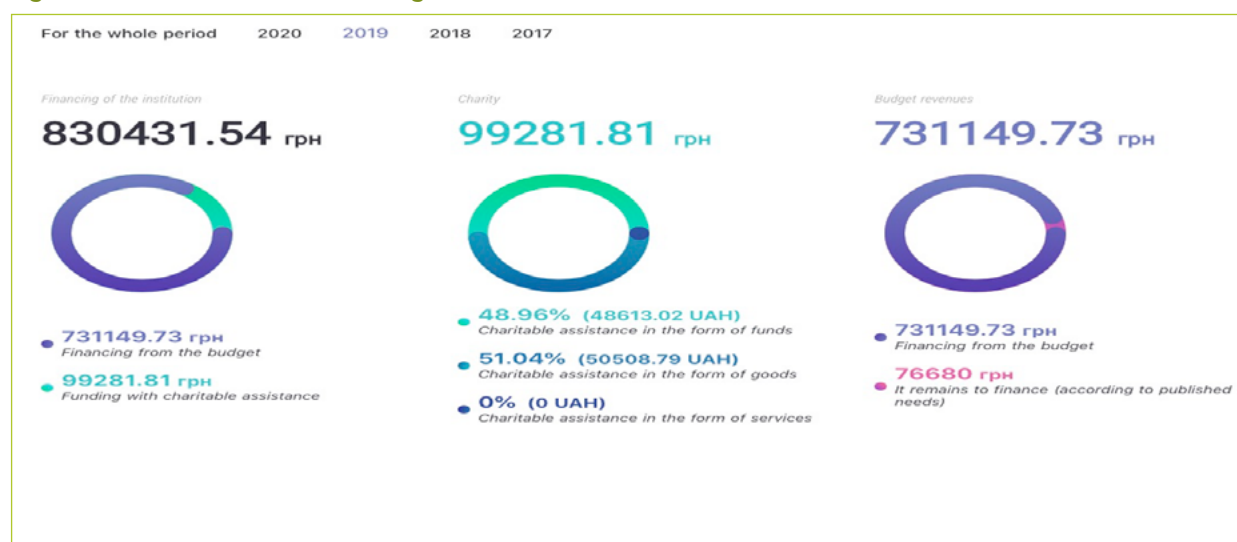 For the whole period 2020 2019 2018 2017
Financing of the institution
830431.54 грн
731149.73 грн
Financing from the budget
99281.81 грн
Funding with charitable assistance
Charity
99281.81 грн
48.96% (48613.02 UAH)
Charitable assistance in the form of funds
51.04% (50508.79 UAH)
Charitable assistance in the form of goods
0% (0 UAH)
Charitable assistance in the form of services
Budget revenues
731149.73 грн
731149.73 грн
Financing from the budget
76680 грн
It remains to finance (according to published
needs)